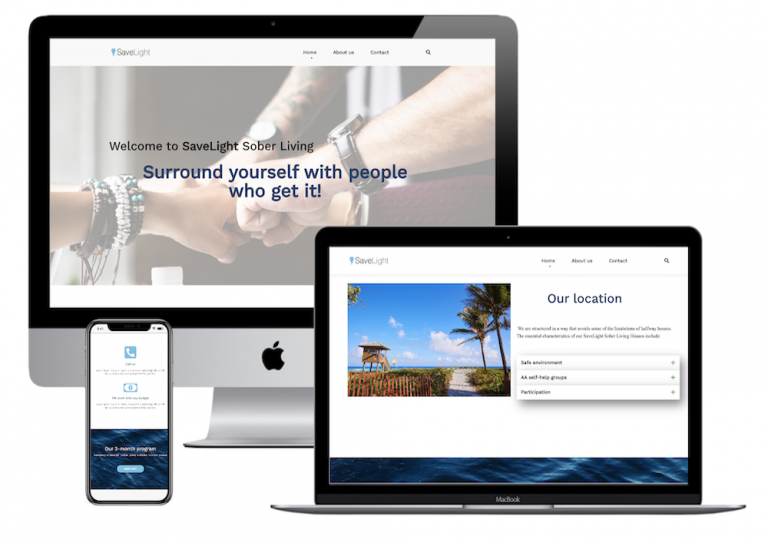 SaveLight
Home About us Contact
Welcome to SaveLight Sober Living
Surround yourself with people
who get it!
SaveLight
Home About us Contact
Our location
We are structured in a way that avoids some of the limitations of halfway houses.
The essential characteristics of our SaveLight Sober Living Houses include:
Safe environment
AA self-help groups
Participation
MacBook
Call us
We work with you budget
Our 3-month program